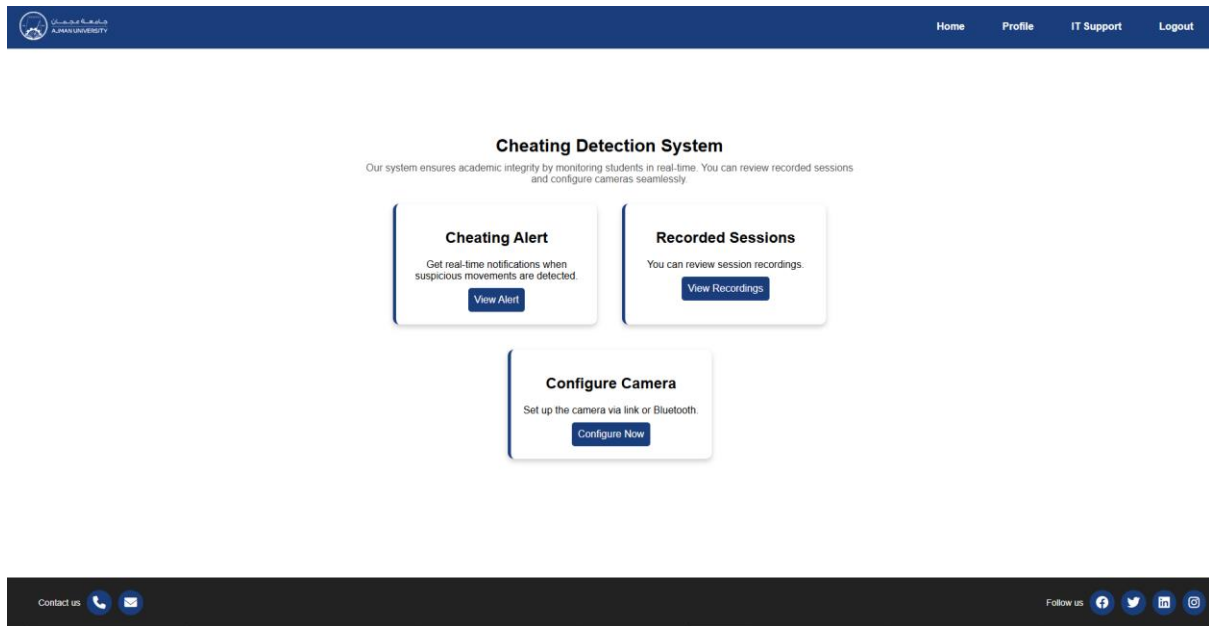 جامعة عجمان
AJMAN UNIVERSITY
Home
Profile
IT Support
Logout
Cheating Detection System
Our system ensures academic integrity by monitoring students in real-time. You can review recorded sessions
and configure cameras seamlessly.
Cheating Alert
Get real-time notifications when
suspicious movements are detected.
View Alert
Recorded Sessions
You can review session recordings.
View Recordings
Configure Camera
Set up the camera via link or Bluetooth.
Configure Now
Contact us
Follow us